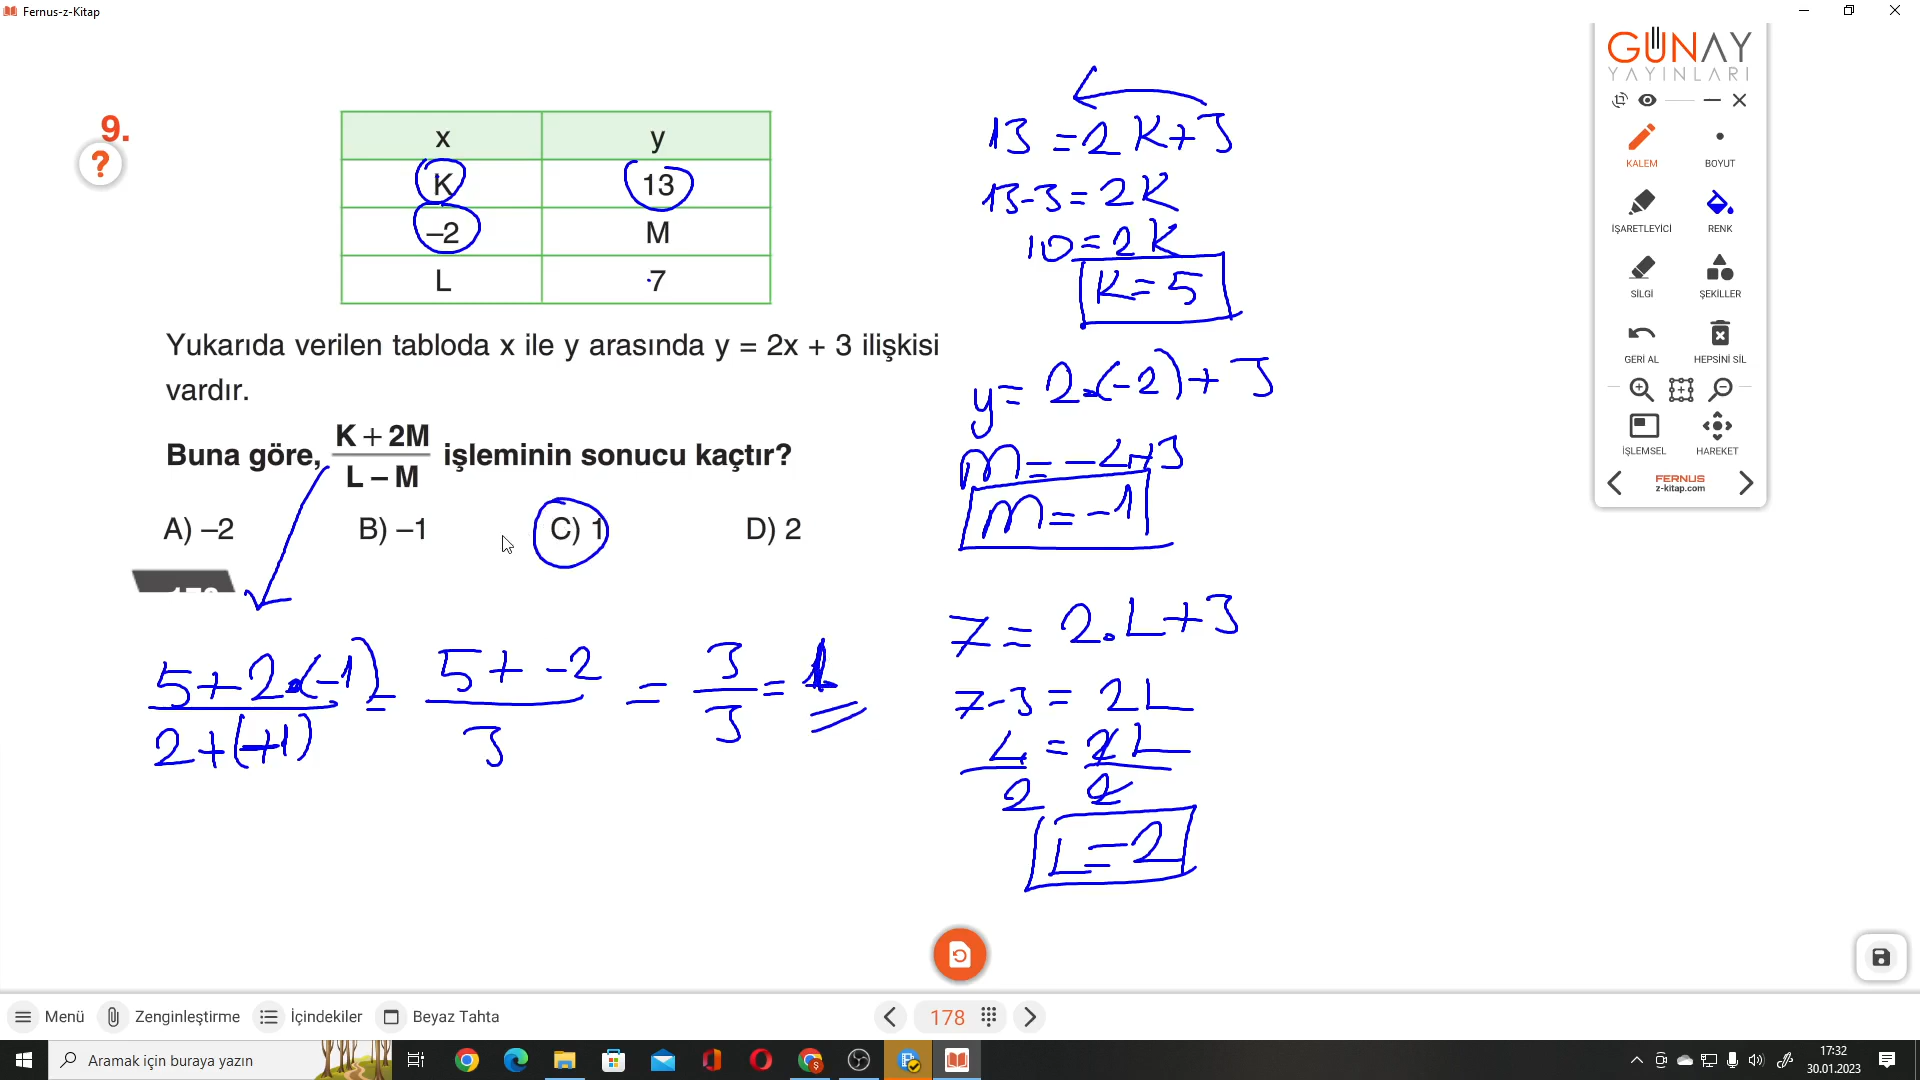 Fernus-z-Kitap
GÜNAY
YAYINLARI
9.
?
x y
K 13
–2 M
L 7
Yukarıda verilen tabloda x ile y arasında y = 2x + 3 ilişkisi
vardır.
Buna göre, K + 2M / L – M işleminin sonucu kaçtır?
A) –2 B) –1 C) 1 D) 2
5+2.(-1) / 2+(+1) = 5+-2 / 3 = 3/3 = 1
13 = 2K+3
13-3 = 2K
10 = 2K
K = 5
y = 2.(-2)+3
m = -4+3
m = -1
7 = 2.L+3
7-3 = 2L
4/2 = 2L/2
L = 2
KALEM BOYUT
İŞARETLEYİCİ RENK
SİLGİ ŞEKİLLER
GERİ AL HEPSİNİ SİL
İŞLEMSEL HAREKET
FERNUS
z-kitap.com
Menü Zenginleştirme İçindekiler Beyaz Tahta 178
Aramak için buraya yazın
17:32
30.01.2023